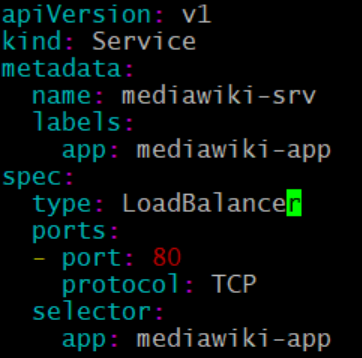 apiVersion: v1
kind: Service
metadata:
  name: mediawiki-srv
  labels:
    app: mediawiki-app
spec:
  type: LoadBalancer
  ports:
  - port: 80
    protocol: TCP
  selector:
    app: mediawiki-app